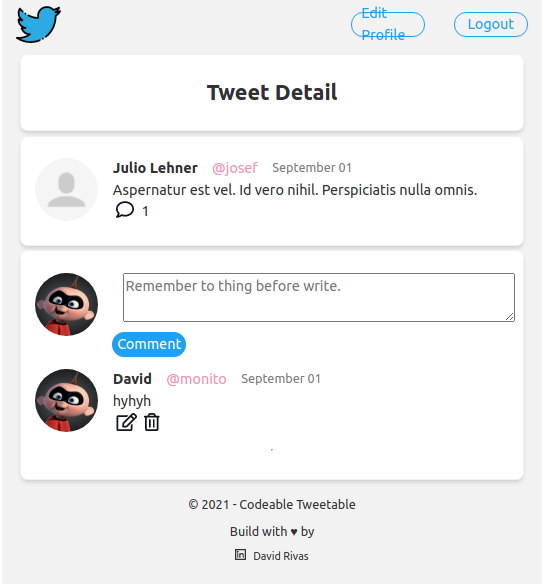 Edit
Profile
Logout
Tweet Detail
Julio Lehner @josef September 01
Aspernatur est vel. Id vero nihil. Perspiciatis nulla omnis.
1
Remember to thing before write.
Comment
David @monito September 01
hyhyh
.
© 2021 - Codeable Tweetable
Build with ♥ by
David Rivas